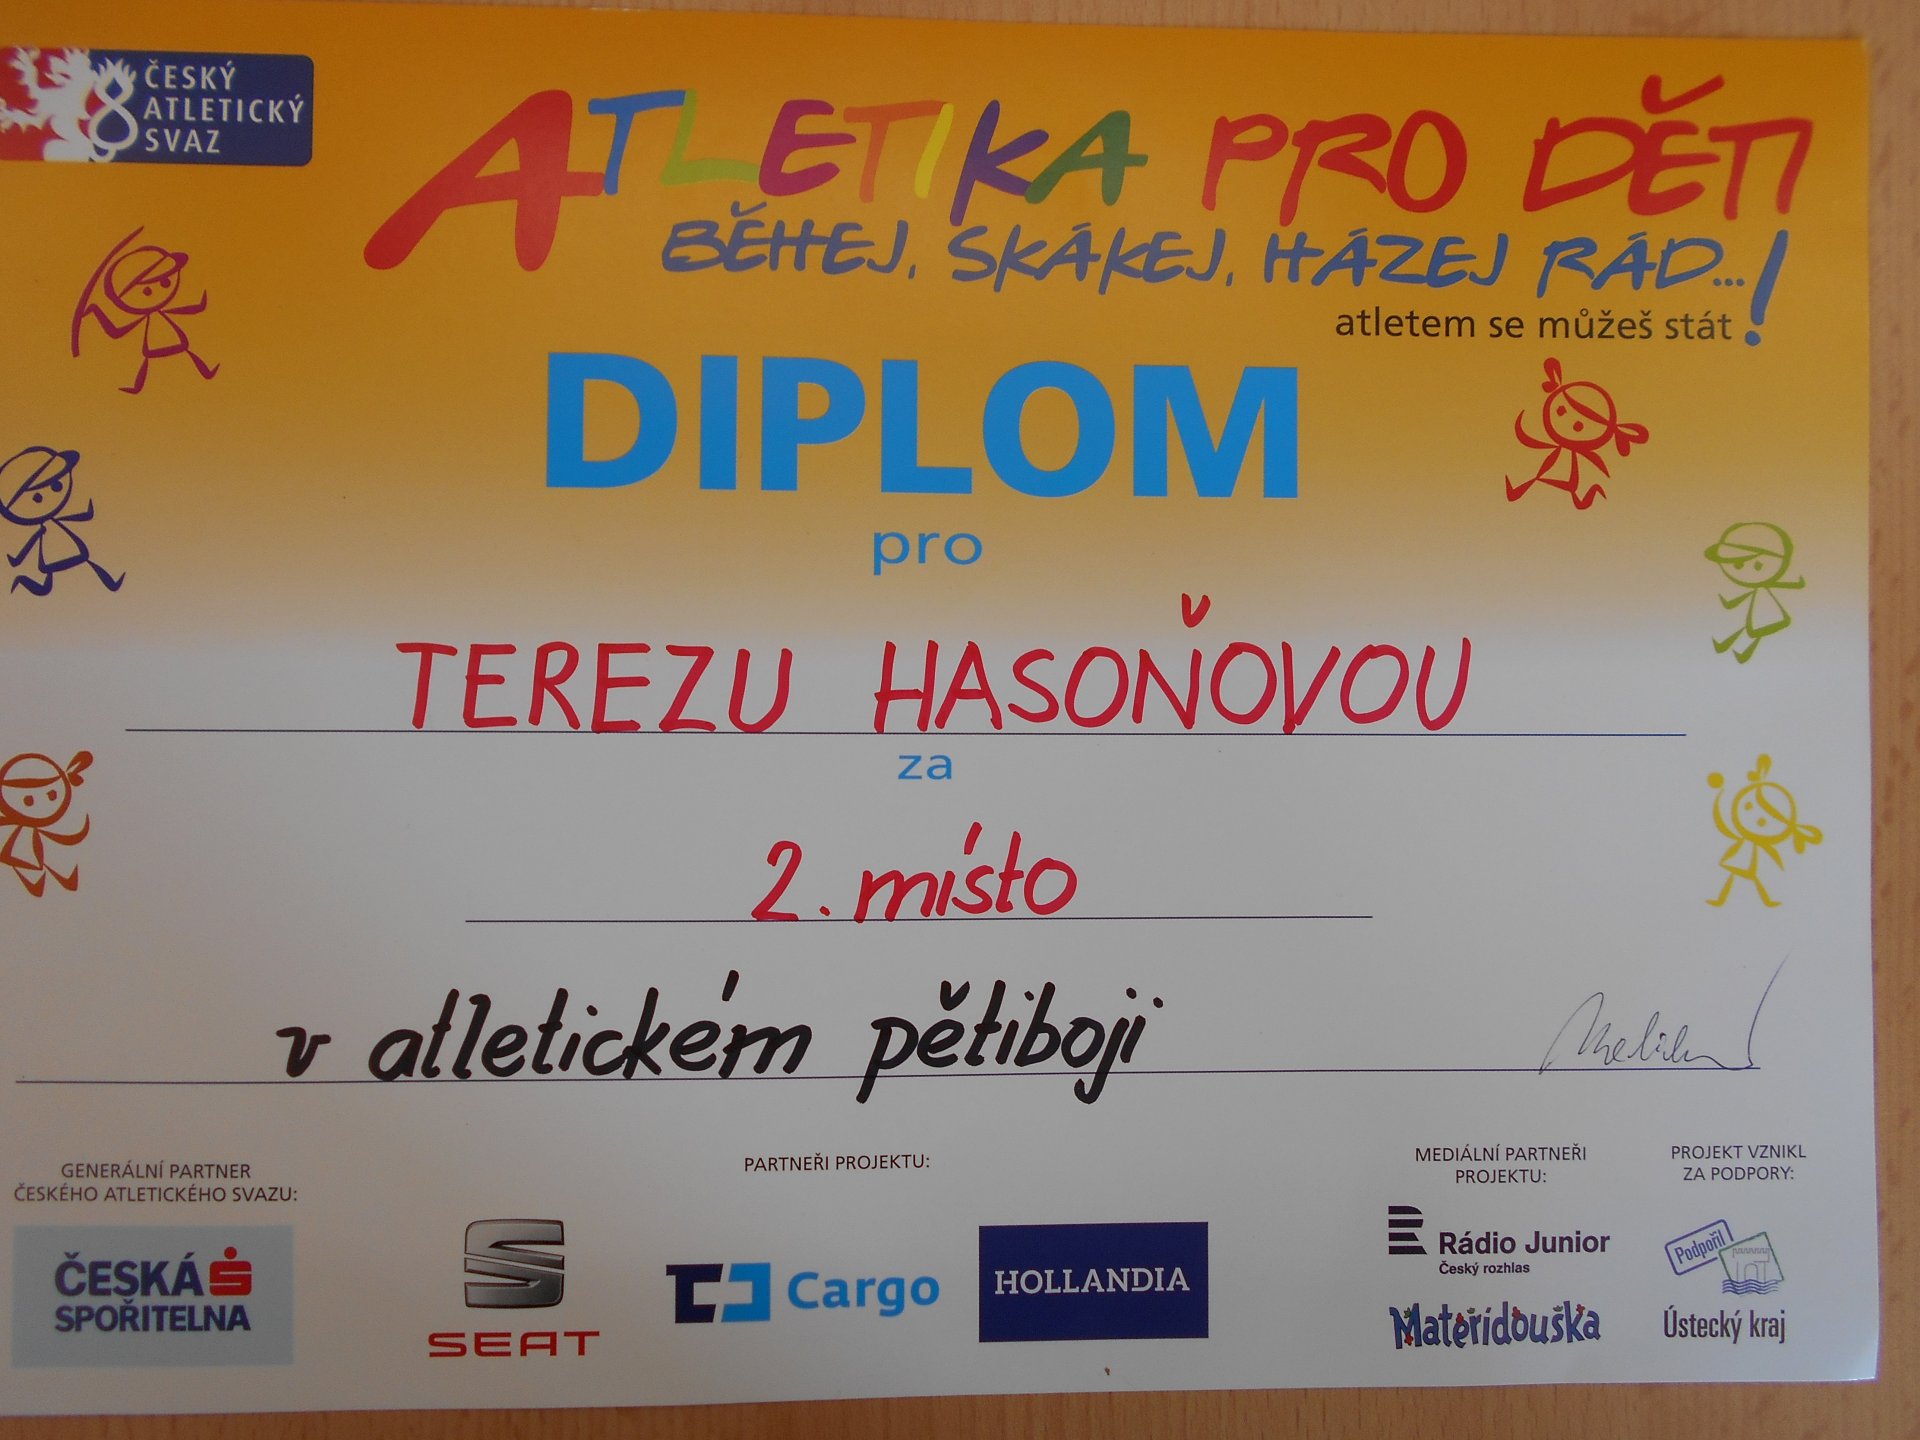 ČESKÝ
ATLETICKÝ
SVAZ
ATLETIKA PRO DĚTI
BĚHEJ, SKÁKEJ, HÁZEJ RÁD...!
atletem se můžeš stát
DIPLOM
pro
TEREZU HASOŇOVOU
za
2. místo
v atletickém pětiboji
GENERÁLNÍ PARTNER
ČESKÉHO ATLETICKÉHO SVAZU:
ČESKÁ
SPOŘITELNA
PARTNEŘI PROJEKTU:
SEAT
Cargo
HOLLANDIA
MEDIÁLNÍ PARTNEŘI
PROJEKTU:
Rádio Junior
Český rozhlas
Mateřídouška
PROJEKT VZNIKL
ZA PODPORY:
Podpořil
Ústecký kraj